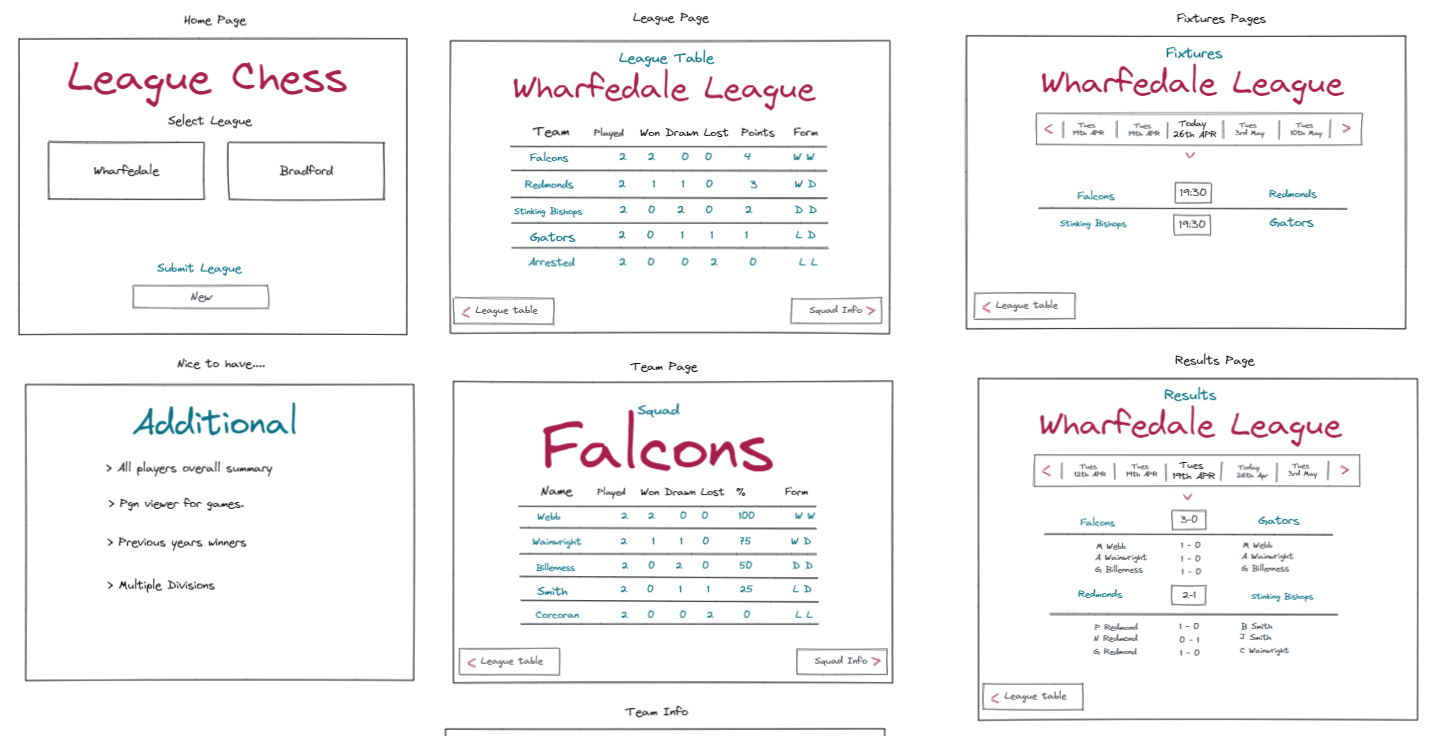 Home Page
League Chess
Select League
Wharfedale
Bradford
Submit League
New
League Page
League Table
Wharfedale League
Team Played Won Drawn Lost Points Form
Falcons 2 2 0 0 4 W W
Redmonds 2 1 1 0 3 W D
Stinking Bishops 2 0 2 0 2 D D
Gators 2 0 1 1 1 L D
Arrested 2 0 0 2 0 L L
< League table
Squad Info >
Fixtures Pages
Fixtures
Wharfedale League
< Tues 19th APR Tues 19th APR Today 26th APR Tues 3rd May Tues 10th May >
Falcons 19:30 Redmonds
Stinking Bishops 19:30 Gators
< League table
Nice to have....
Additional
> All players overall summary
> Pgn viewer for games.
> Previous years winners
> Multiple Divisions
Team Page
Squad
Falcons
Name Played Won Drawn Lost % Form
Webb 2 2 0 0 100 W W
Wainwright 2 1 1 0 75 W D
Billenness 2 0 2 0 50 D D
Smith 2 0 1 1 25 L D
Corcoran 2 0 0 2 0 L L
< League table
Squad Info >
Results Page
Results
Wharfedale League
< Tues 12th APR Tues 19th APR Tues 19th APR Today 26th Apr Tues 3rd May >
Falcons 3-0 Gators
M Webb 1 - 0 M Webb
A Wainwright 1 - 0 A Wainwright
G Billenness 1 - 0 G Billenness
Redmonds 2-1 Stinking Bishops
P Redmond 1 - 0 B Smith
N Redmond 0 - 1 J Smith
G Redmond 1 - 0 C Wainwright
< League table
Team Info